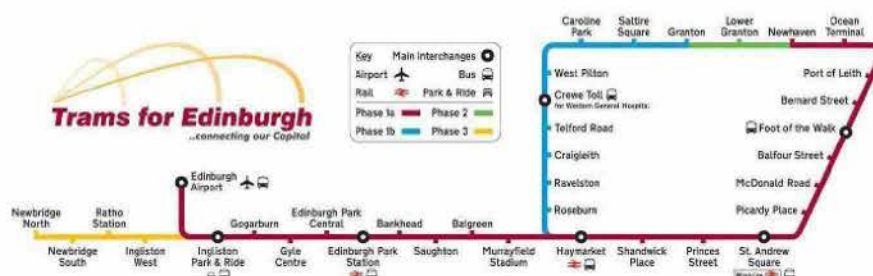 Trams for Edinburgh
...connecting our Capital
Key Main interchanges
Airport Bus
Rail Park & Ride
Phase 1a Phase 2
Phase 1b Phase 3
Caroline
Park
Saltire
Square
Granton
Lower
Granton
Newhaven
Ocean
Terminal
West Pilton
Crewe Toll
for Western General Hospital
Telford Road
Craigleith
Ravelston
Roseburn
Port of Leith
Bernard Street
Foot of the Walk
Balfour Street
McDonald Road
Picardy Place
Edinburgh
Airport
Newbridge
North
Ratho
Station
Newbridge
South
Ingliston
West
Ingliston
Park & Ride
Gogarburn
Gyle
Centre
Edinburgh Park
Central
Edinburgh Park
Station
Bankhead
Saughton
Balgreen
Murrayfield
Stadium
Haymarket
Shandwick
Place
Princes
Street
St. Andrew
Square